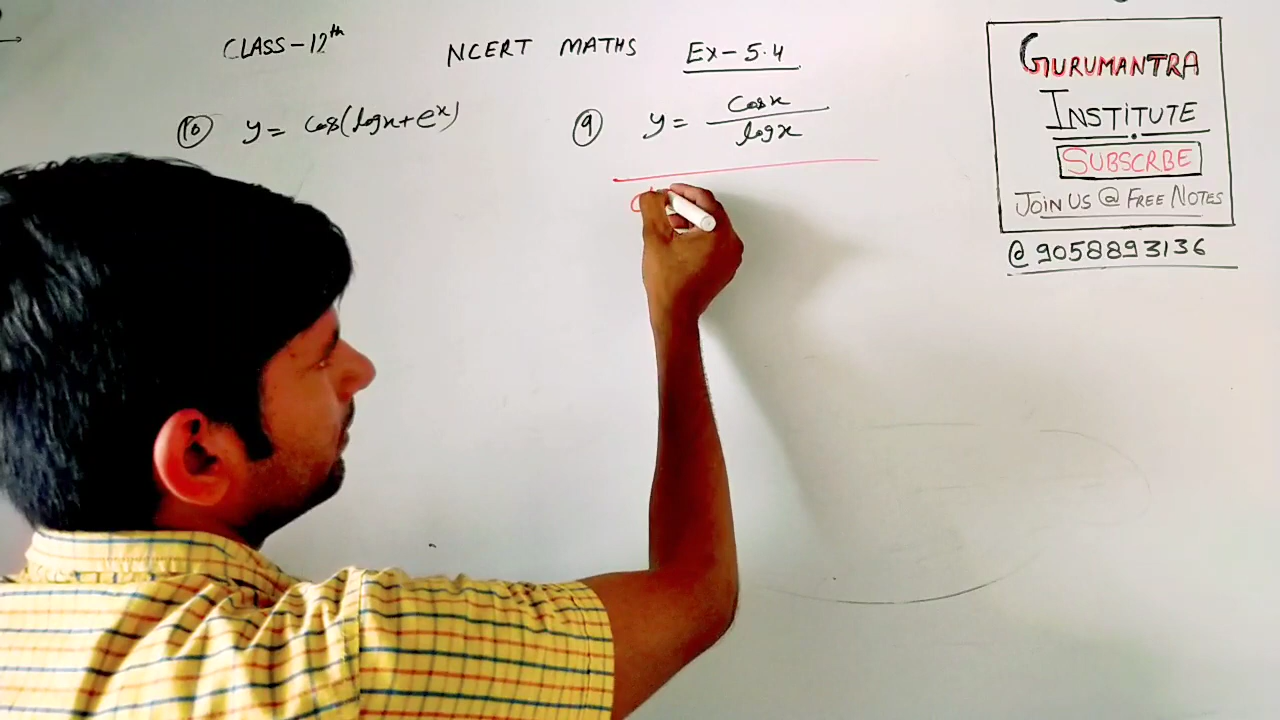 CLASS-12th NCERT MATHS Ex-5.4
10 y = cos(logx+e^x)
9 y = cosx / logx
d
GURUMANTRA
INSTITUTE
SUBSCRBE
JOIN US @ FREE NOTES
@ 9058893136